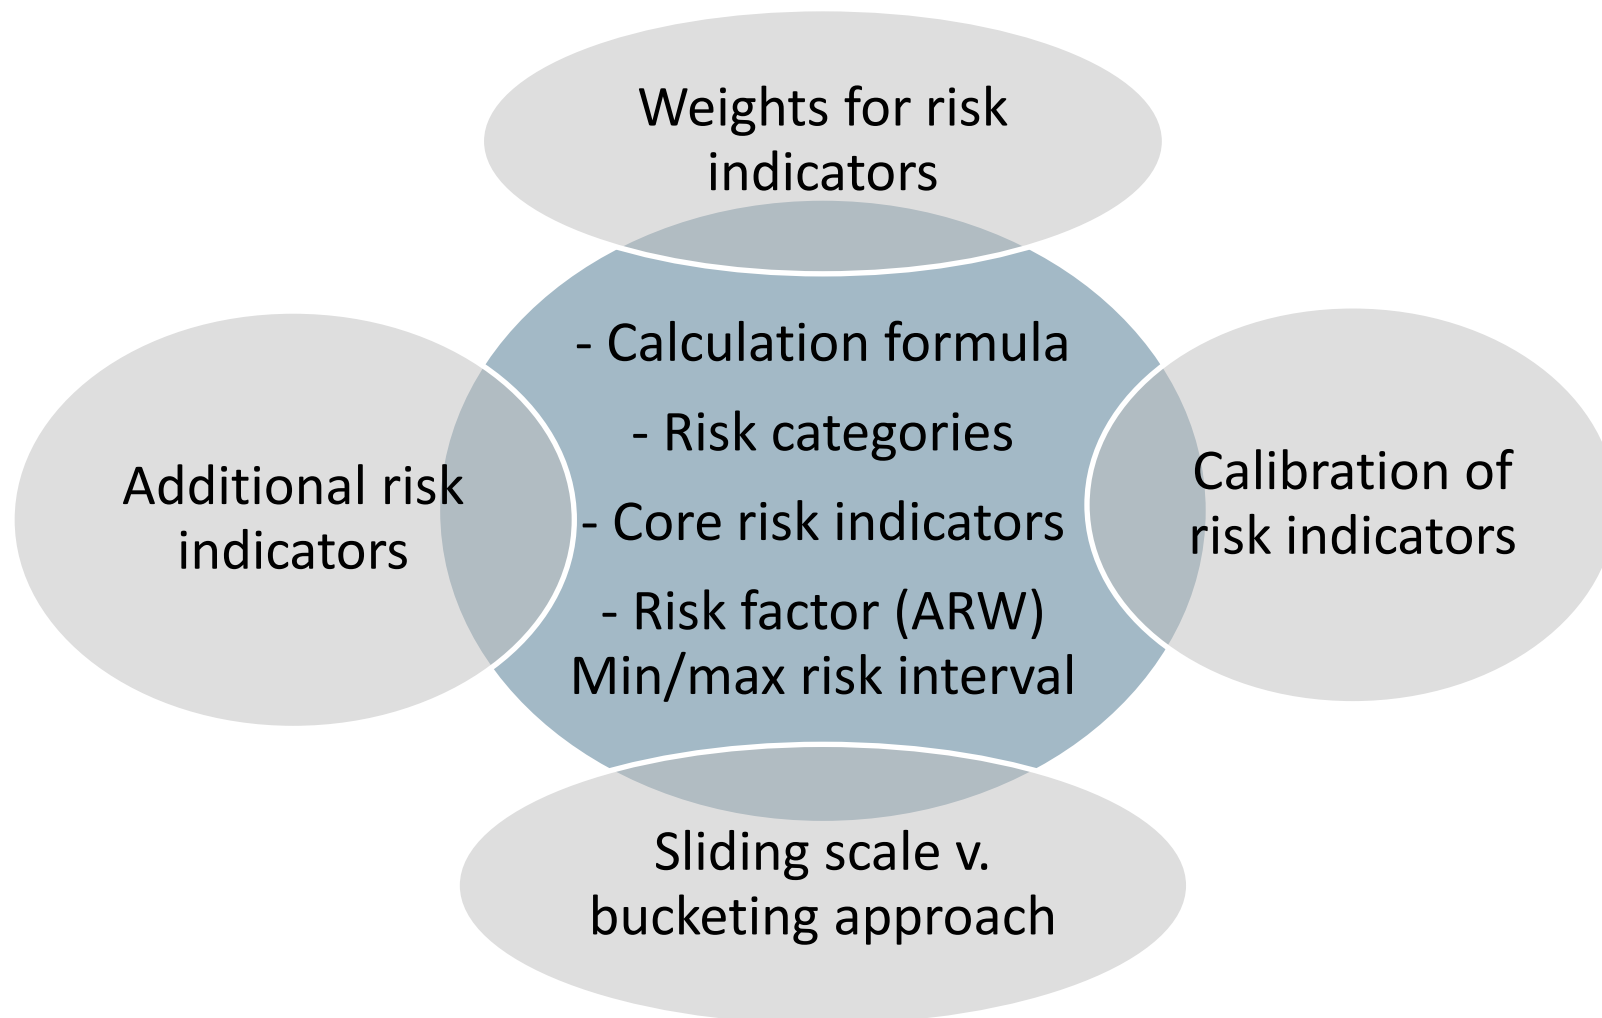 Weights for risk
indicators
- Calculation formula
- Risk categories
- Core risk indicators
- Risk factor (ARW)
Min/max risk interval
Additional risk
indicators
Calibration of
risk indicators
Sliding scale v.
bucketing approach